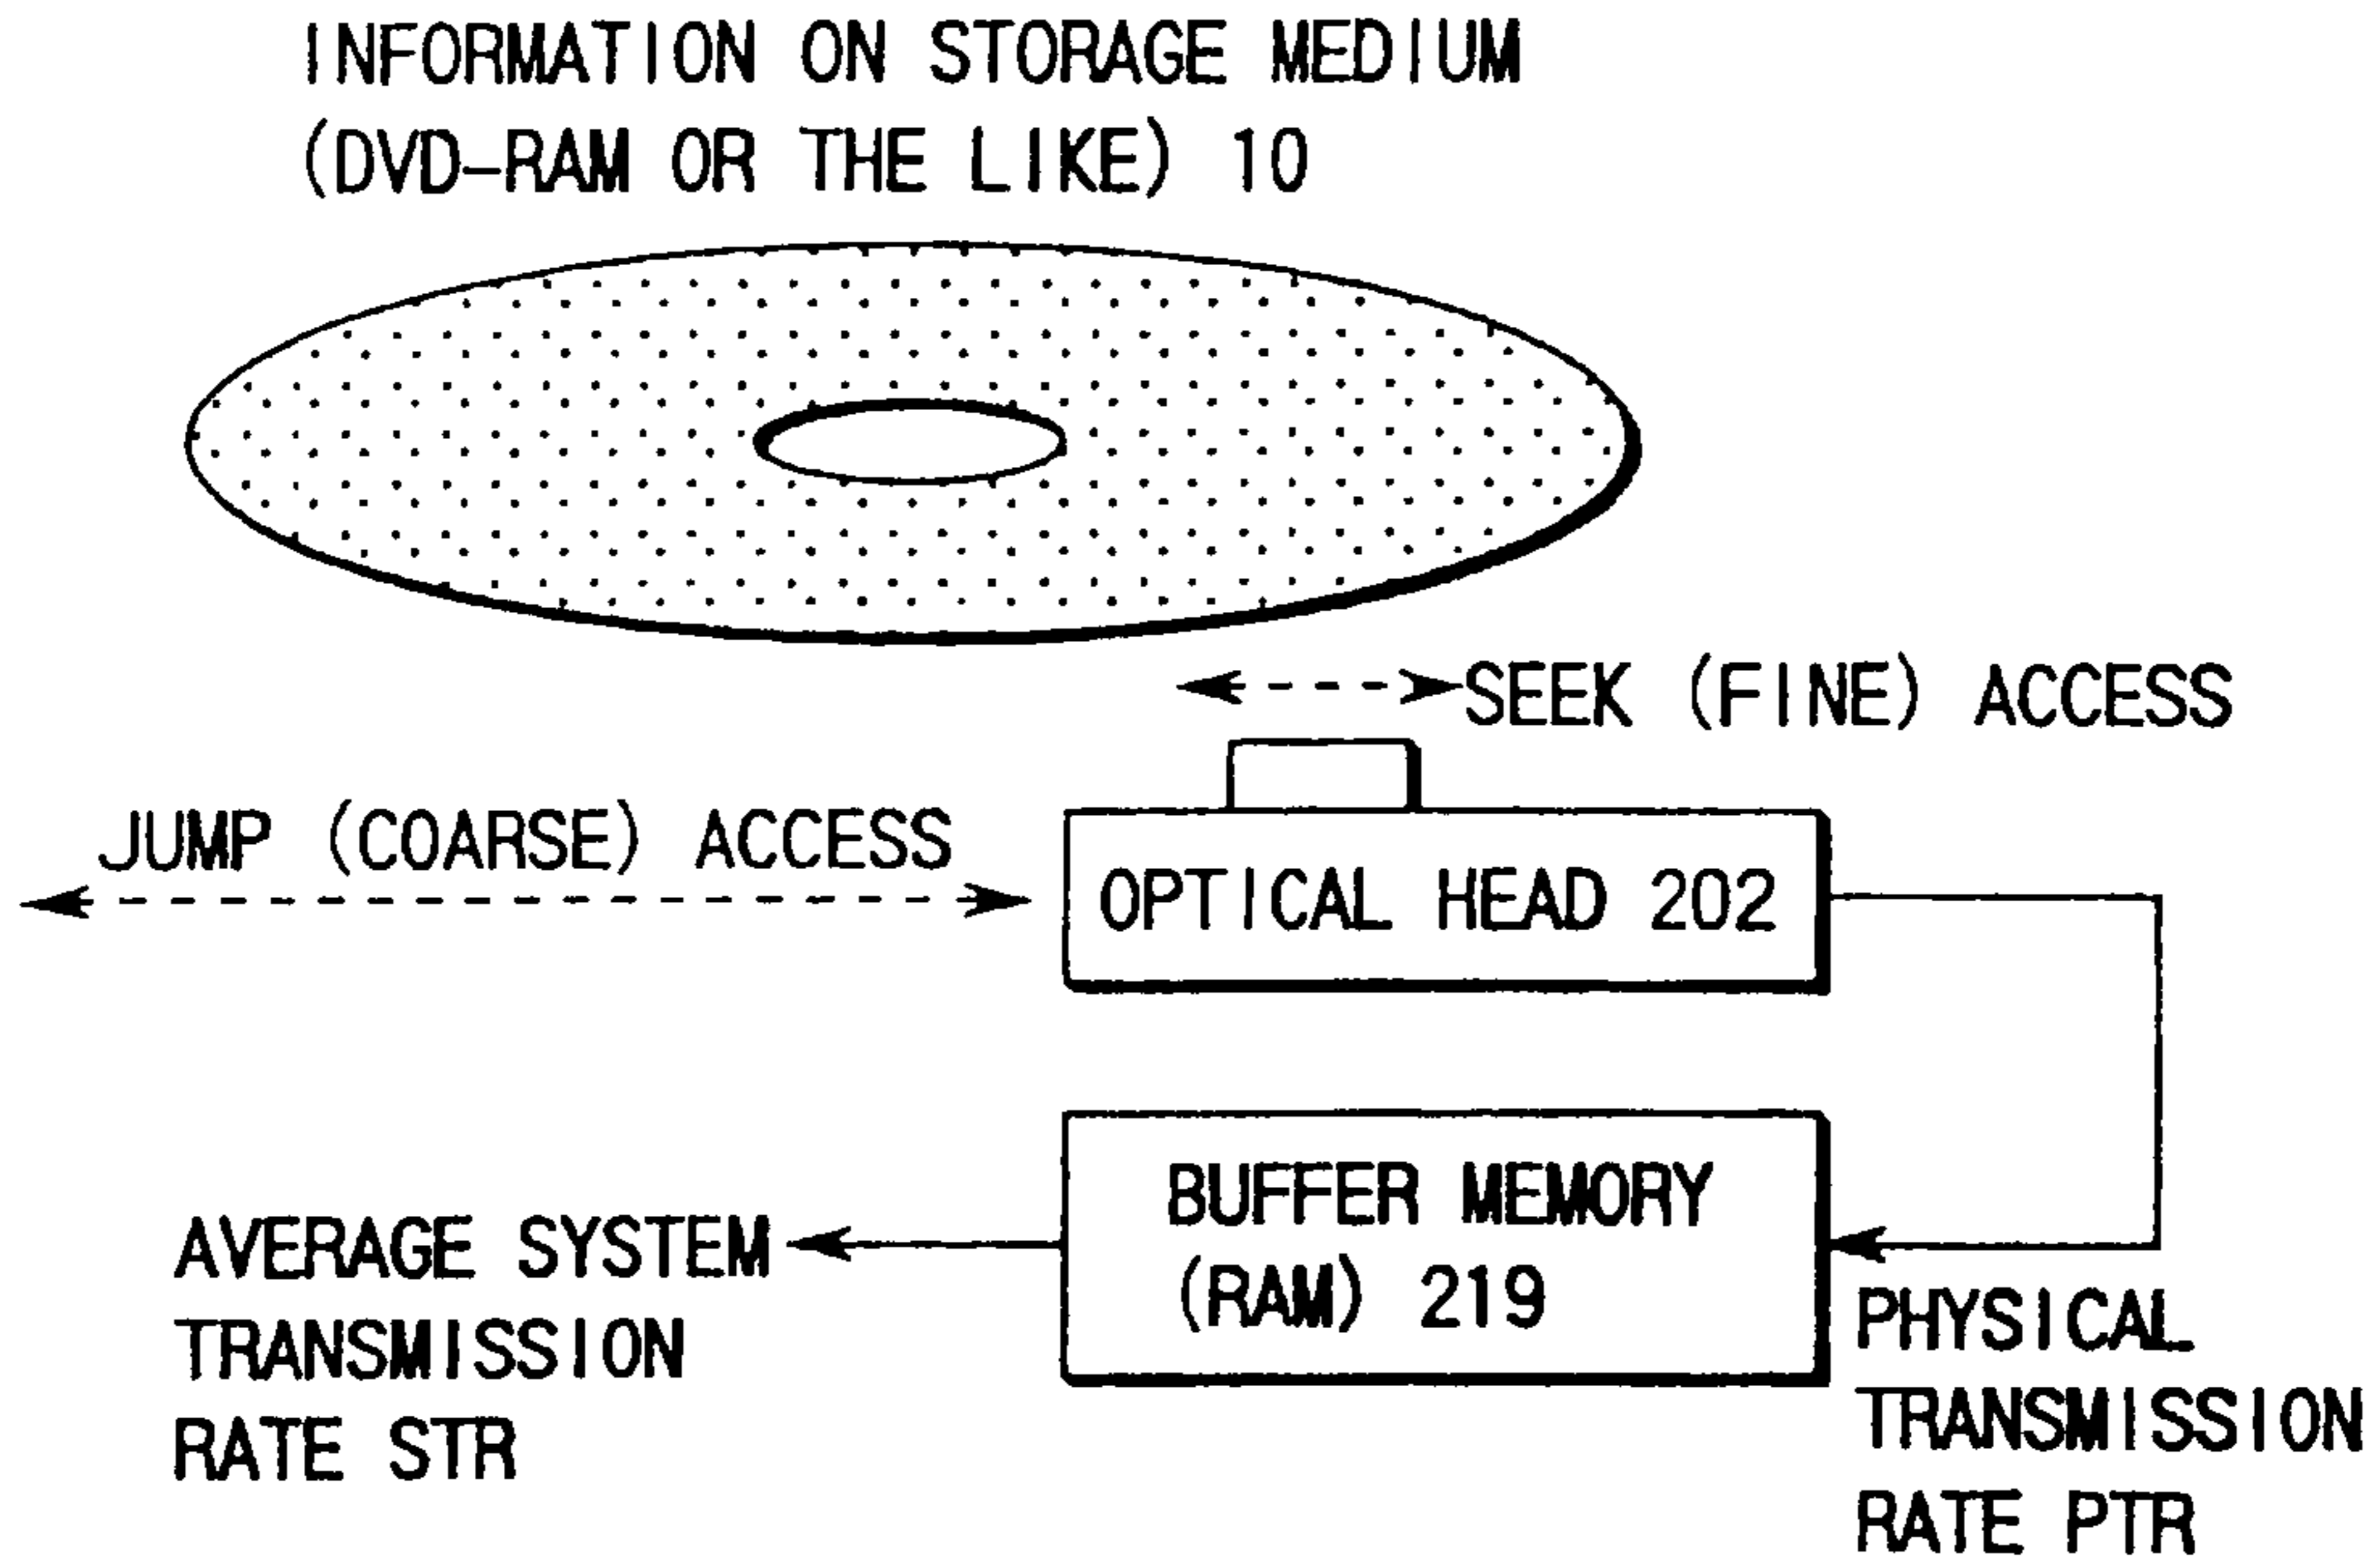 INFORMATION ON STORAGE MEDIUM
(DVD-RAM OR THE LIKE) 10
SEEK (FINE) ACCESS
JUMP (COARSE) ACCESS
OPTICAL HEAD 202
BUFFER MEMORY
(RAM) 219
AVERAGE SYSTEM
TRANSMISSION
RATE STR
PHYSICAL
TRANSMISSION
RATE PTR